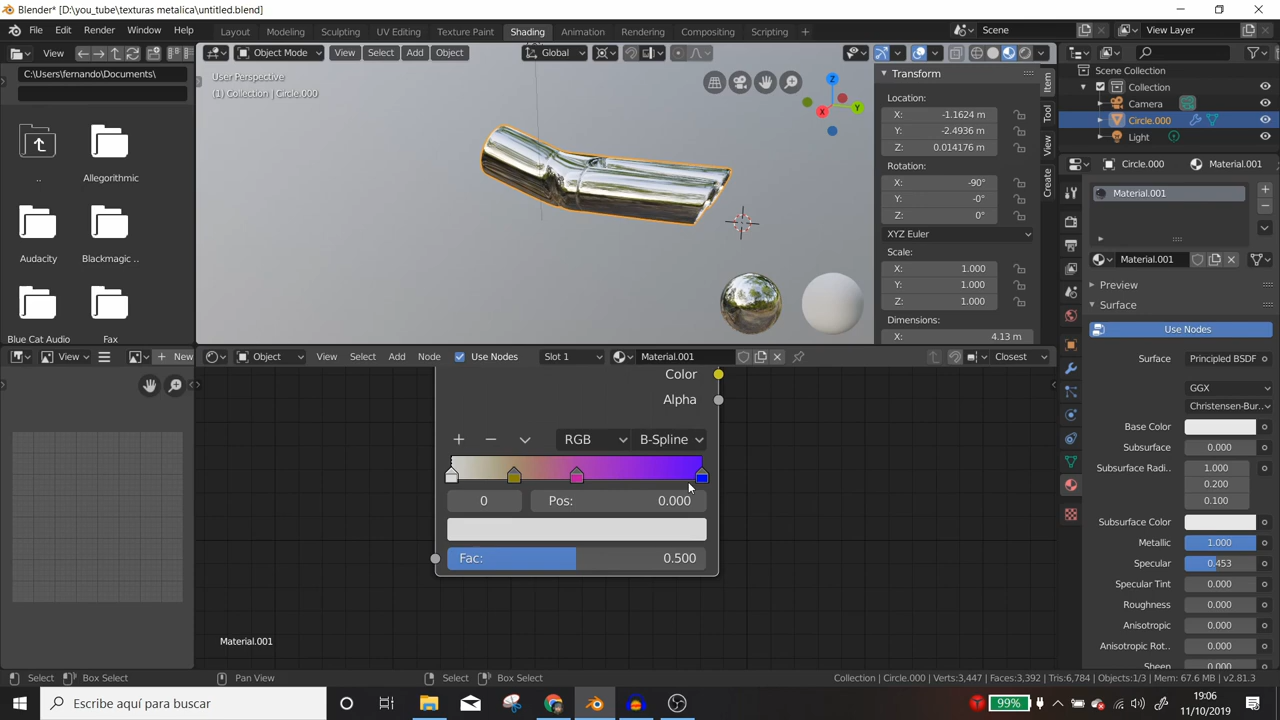 Blender* [D:\you_tube\texturas metalica\untitled.blend]
File Edit Render Window Help
Layout Modeling Sculpting UV Editing Texture Paint Shading Animation Rendering Compositing Scripting +
Scene
View Layer
View
Object Mode View Select Add Object Global
C:\Users\fernando\Documents\
..
Allegorithmic
Audacity
Blackmagic ..
Blue Cat Audio
Fax
User Perspective
(1) Collection | Circle.000
Transform
Location:
X: -1.1624 m
Y: -2.4936 m
Z: 0.014176 m
Rotation:
X: -90°
Y: -0°
Z: 0°
XYZ Euler
Scale:
X: 1.000
Y: 1.000
Z: 1.000
Dimensions:
X: 4.13 m
Item
Tool
View
Create
X
Y
Z
Scene Collection
Collection
Camera
Circle.000
Light
Circle.000 Material.001
Material.001
Material.001
Preview
Surface
Use Nodes
Surface Principled BSDF
GGX
Christensen-Bur..
Base Color
Subsurface 0.000
Subsurface Radi.. 1.000
0.200
0.100
Subsurface Color
Metallic 1.000
Specular 0.453
Specular Tint 0.000
Roughness 0.000
Anisotropic 0.000
Anisotropic Rot.. 0.000
Sheen 0.000
View New
Object View Select Add Node Use Nodes Slot 1 Material.001 Closest
Color
Alpha
RGB B-Spline
0 Pos: 0.000
Fac: 0.500
Material.001
Select Box Select Pan View Select Box Select
Collection | Circle.000 | Verts:3,447 | Faces:3,392 | Tris:6,784 | Objects:1/3 | Mem: 67.6 MB | v2.81.3
Escribe aquí para buscar
99%
19:06
11/10/2019